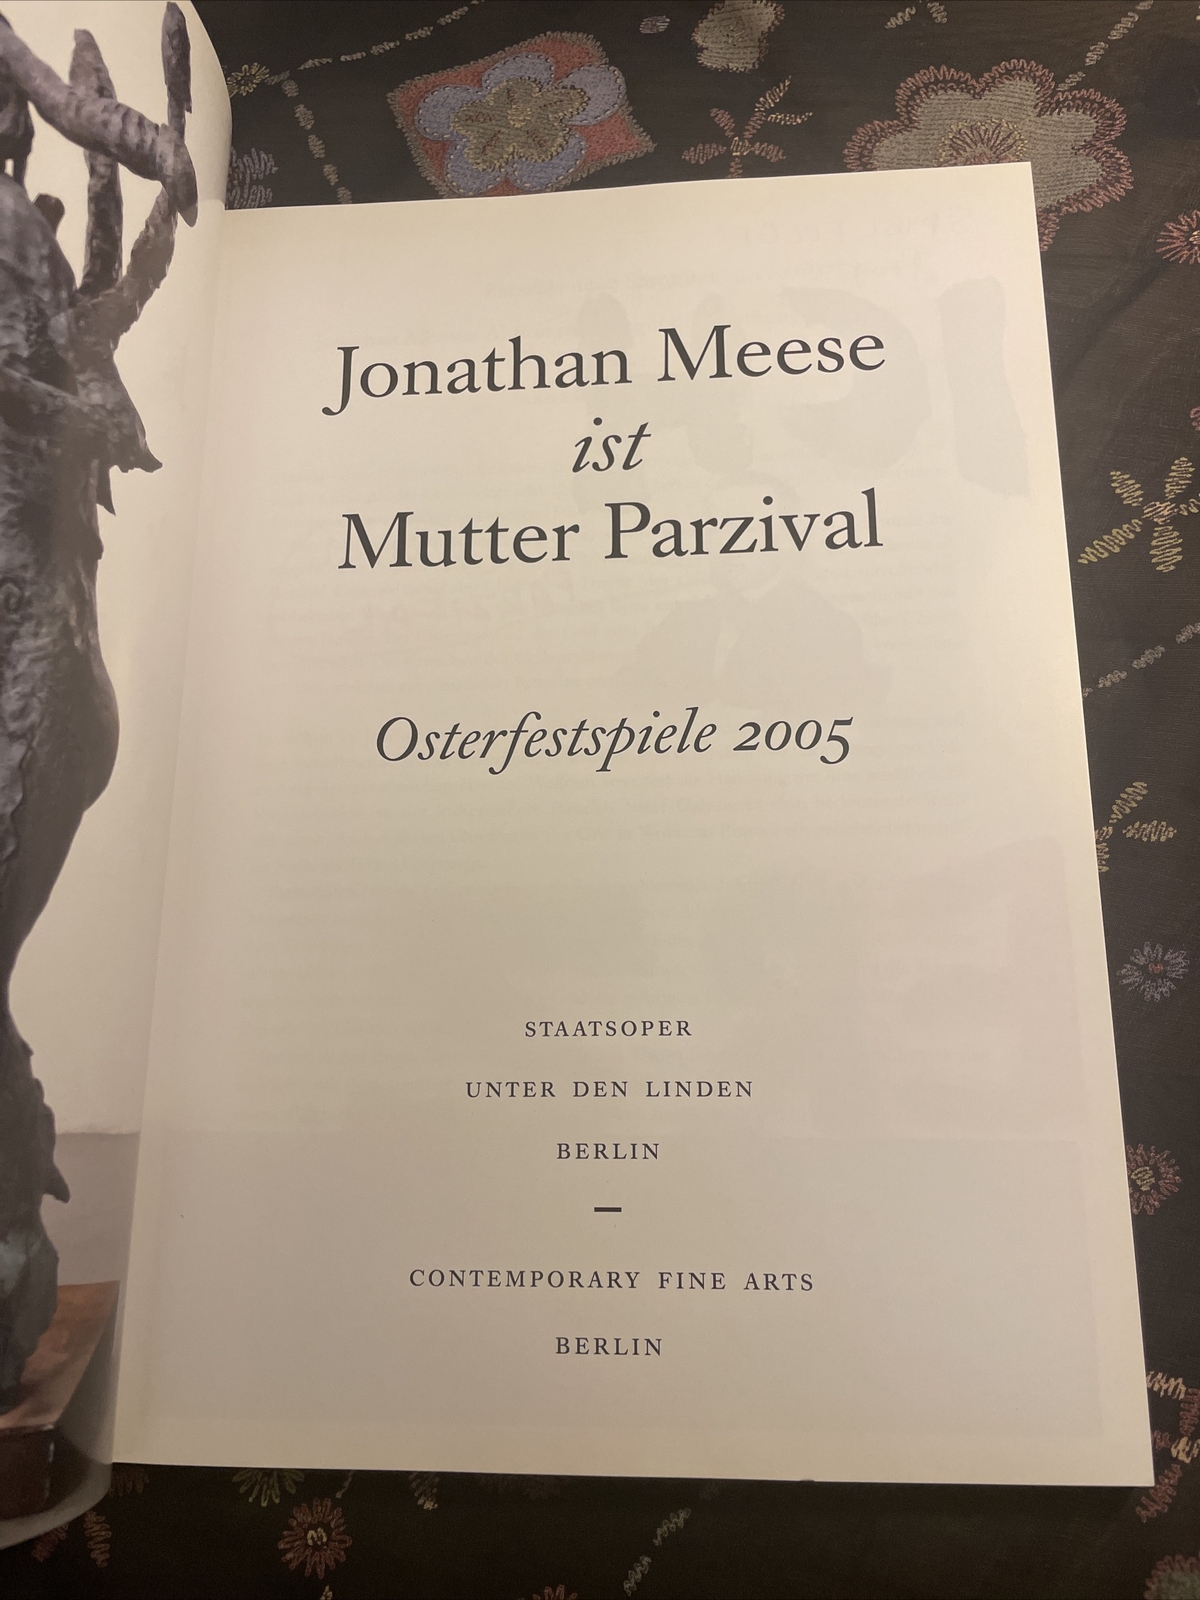 Jonathan Meese
ist
Mutter Parzival
Osterfestspiele 2005
STAATSOPER
UNTER DEN LINDEN
BERLIN
—
CONTEMPORARY FINE ARTS
BERLIN